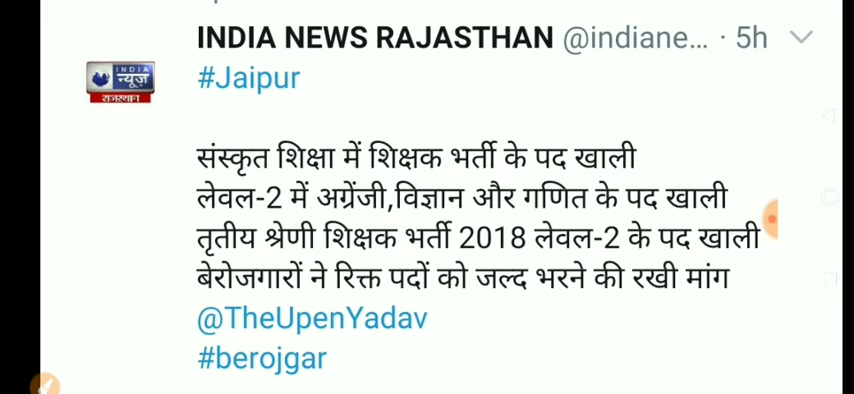 INDIA NEWS RAJASTHAN @indiane... · 5h
INDIA
न्यूज़
राजस्थान
#Jaipur
संस्कृत शिक्षा में शिक्षक भर्ती के पद खाली
लेवल-2 में अग्रेंजी,विज्ञान और गणित के पद खाली
तृतीय श्रेणी शिक्षक भर्ती 2018 लेवल-2 के पद खाली
बेरोजगारों ने रिक्त पदों को जल्द भरने की रखी मांग
@TheUpenYadav
#berojgar